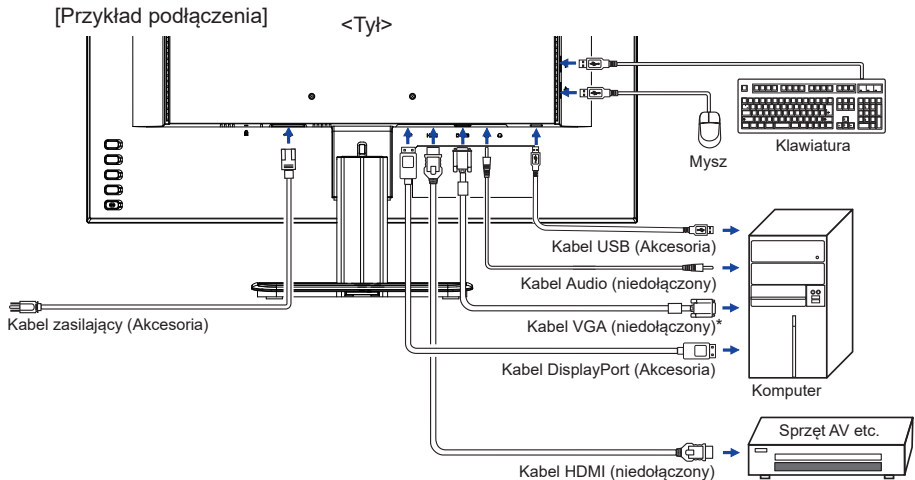 [Przykład podłączenia]
<Tył>
Mysz
Klawiatura
Kabel USB (Akcesoria)
Kabel Audio (niedołączony)
Kabel zasilający (Akcesoria)
Kabel VGA (niedołączony)*
Kabel DisplayPort (Akcesoria)
Komputer
Sprzęt AV etc.
Kabel HDMI (niedołączony)